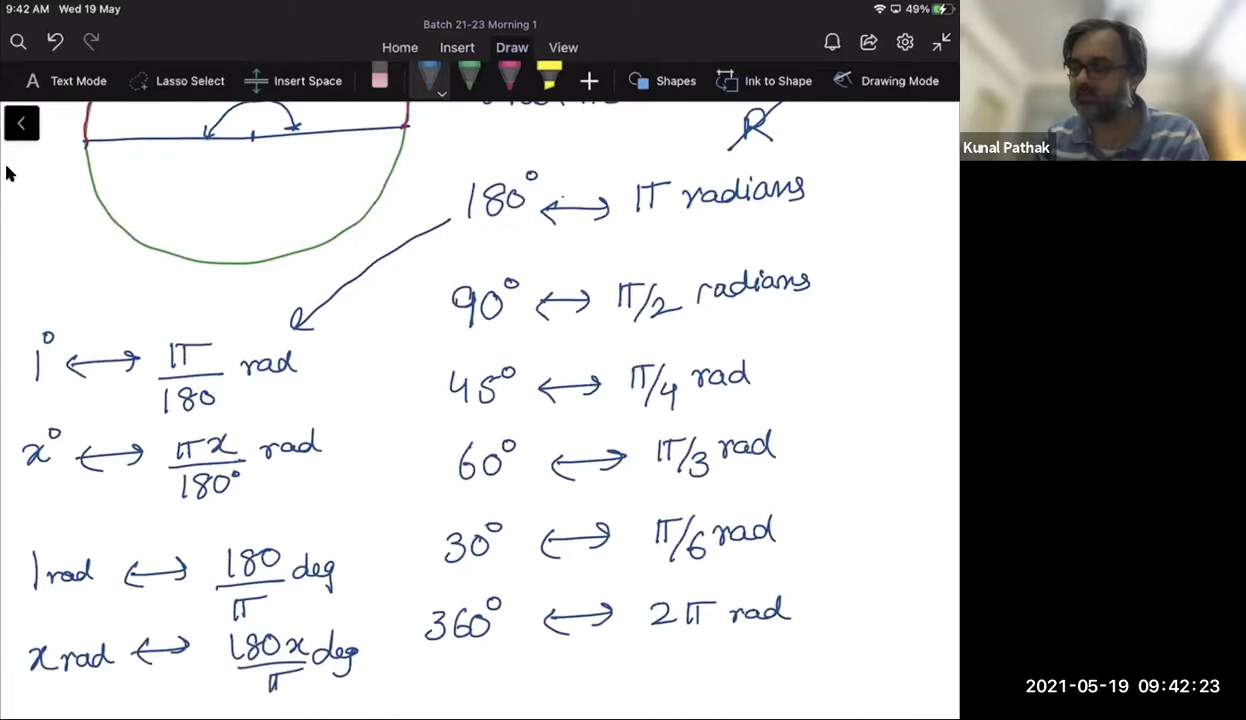 9:42 AM Wed 19 May
49%
Batch 21-23 Morning 1
Home Insert Draw View
Text Mode Lasso Select Insert Space Shapes Ink to Shape Drawing Mode
R
Kunal Pathak
180° ↔ π radians
90° ↔ π/2 radians
1° ↔ π/180 rad
45° ↔ π/4 rad
x° ↔ πx/180° rad
60° ↔ π/3 rad
30° ↔ π/6 rad
1 rad ↔ 180/π deg
360° ↔ 2π rad
x rad ↔ 180x/π deg
2021-05-19 09:42:23